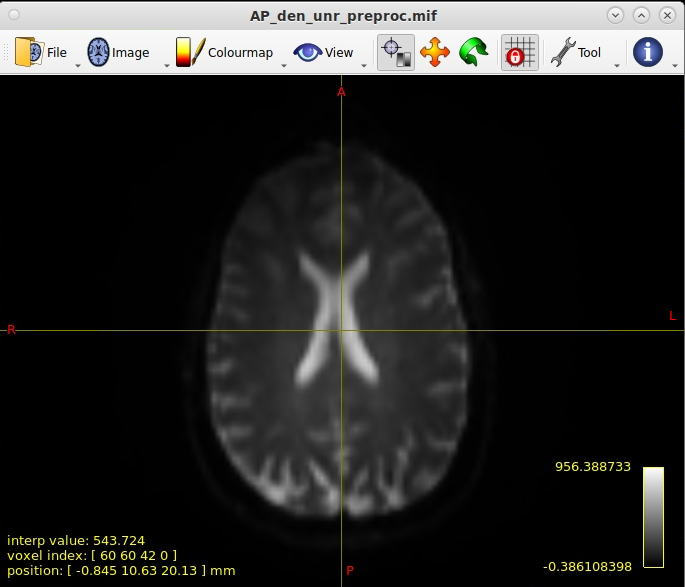 AP_den_unr_preproc.mif
File Image Colourmap View Tool
A
R L
956.388733
interp value: 543.724
voxel index: [ 60 60 42 0 ]
-0.386108398
position: [ -0.845 10.63 20.13 ] mm
P